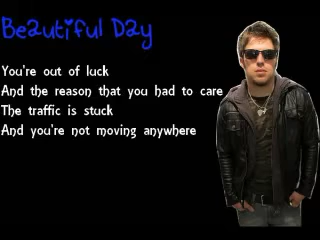 Beautiful Day
You're out of luck
And the reason that you had to care
The traffic is stuck
And you're not moving anywhere